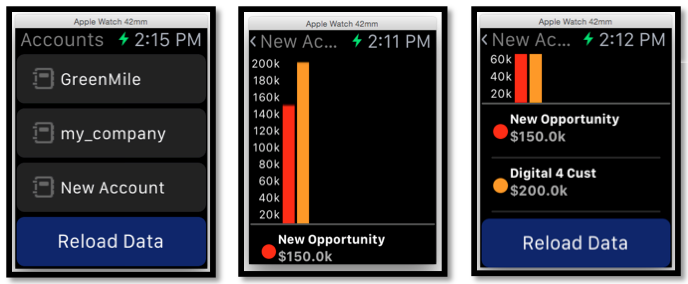 Apple Watch 42mm
Accounts 2:15 PM
GreenMile
my_company
New Account
Reload Data
Apple Watch 42mm
< New Ac... 2:11 PM
200k
180k
160k
140k
120k
100k
80k
60k
40k
20k
New Opportunity
$150.0k
Apple Watch 42mm
< New Ac... 2:12 PM
60k
40k
20k
New Opportunity
$150.0k
Digital 4 Cust
$200.0k
Reload Data